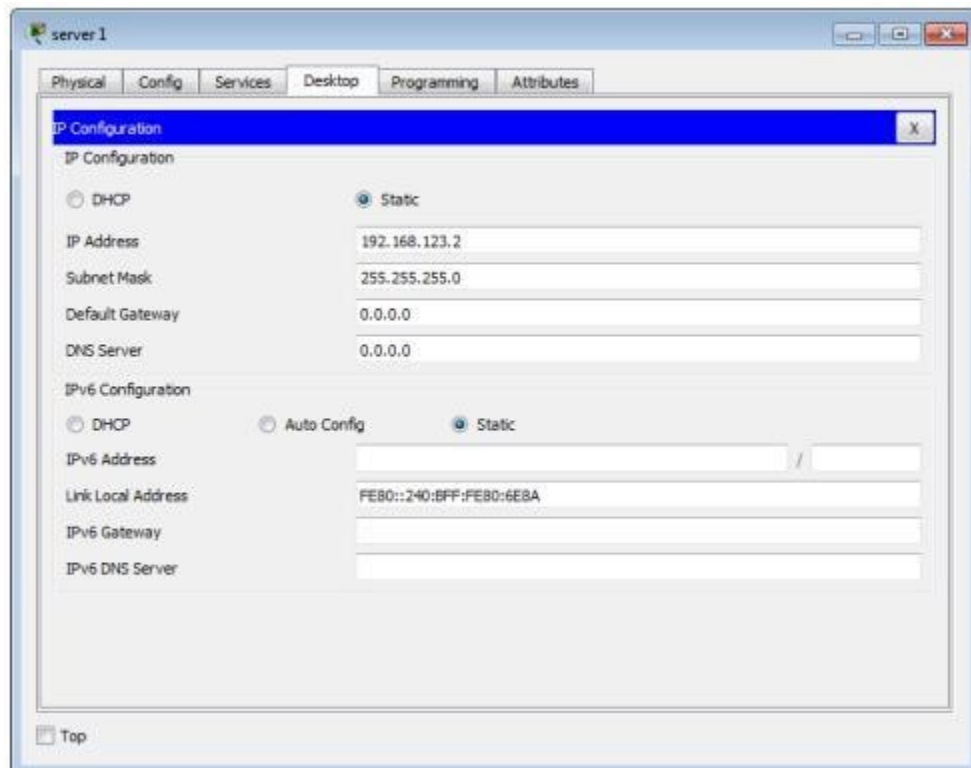 server 1
Physical Config Services Desktop Programming Attributes
IP Configuration X
IP Configuration
DHCP Static
IP Address 192.168.123.2
Subnet Mask 255.255.255.0
Default Gateway 0.0.0.0
DNS Server 0.0.0.0
IPv6 Configuration
DHCP Auto Config Static
IPv6 Address /
Link Local Address FE80::240:BFF:FE80:6E8A
IPv6 Gateway
IPv6 DNS Server
Top